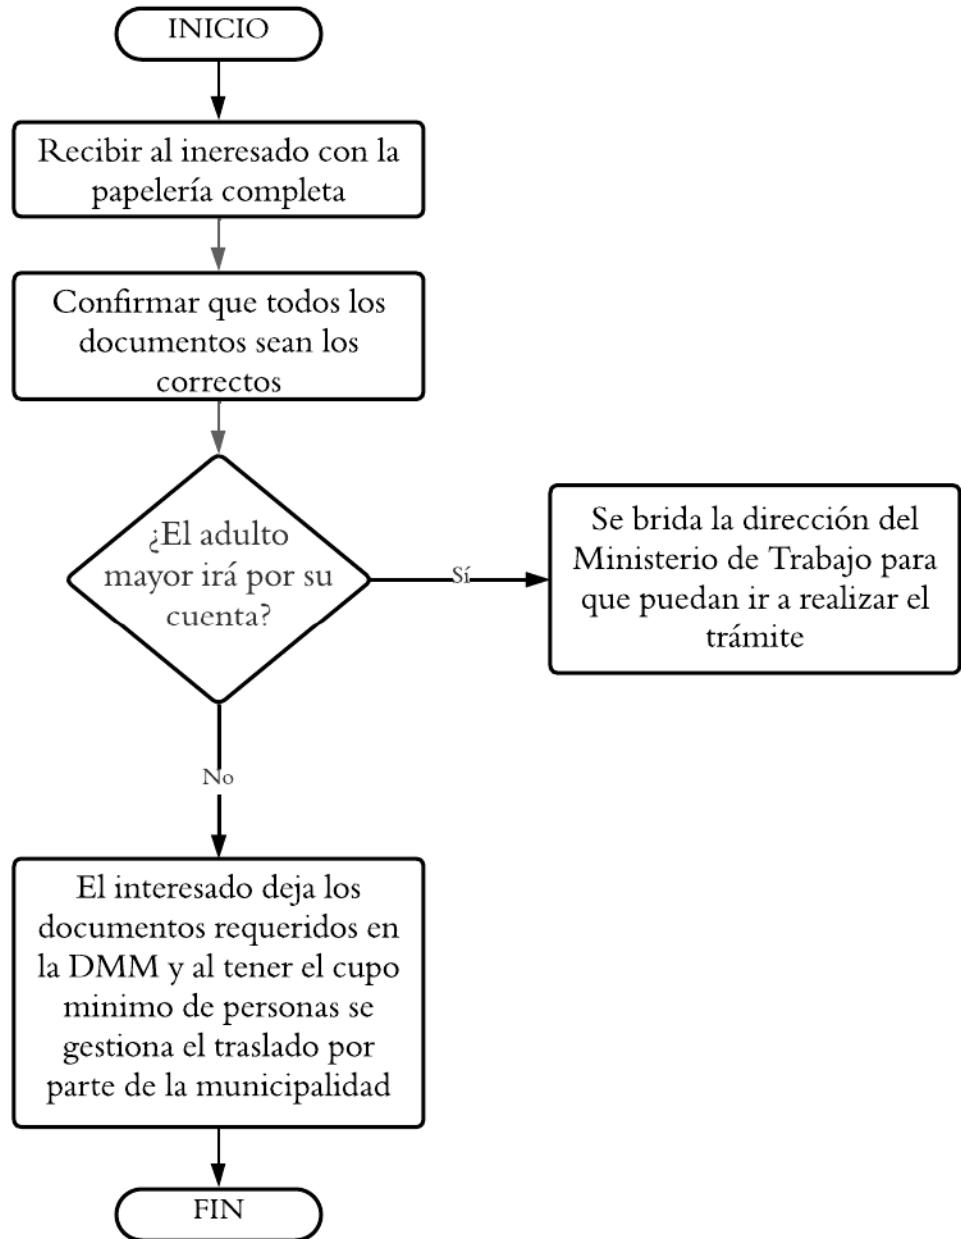 INICIO
Recibir al ineresado con la
papelería completa
Confirmar que todos los
documentos sean los
correctos
¿El adulto
mayor irá por su
cuenta?
Sí
Se brida la dirección del
Ministerio de Trabajo para
que puedan ir a realizar el
trámite
No
El interesado deja los
documentos requeridos en
la DMM y al tener el cupo
minimo de personas se
gestiona el traslado por
parte de la municipalidad
FIN